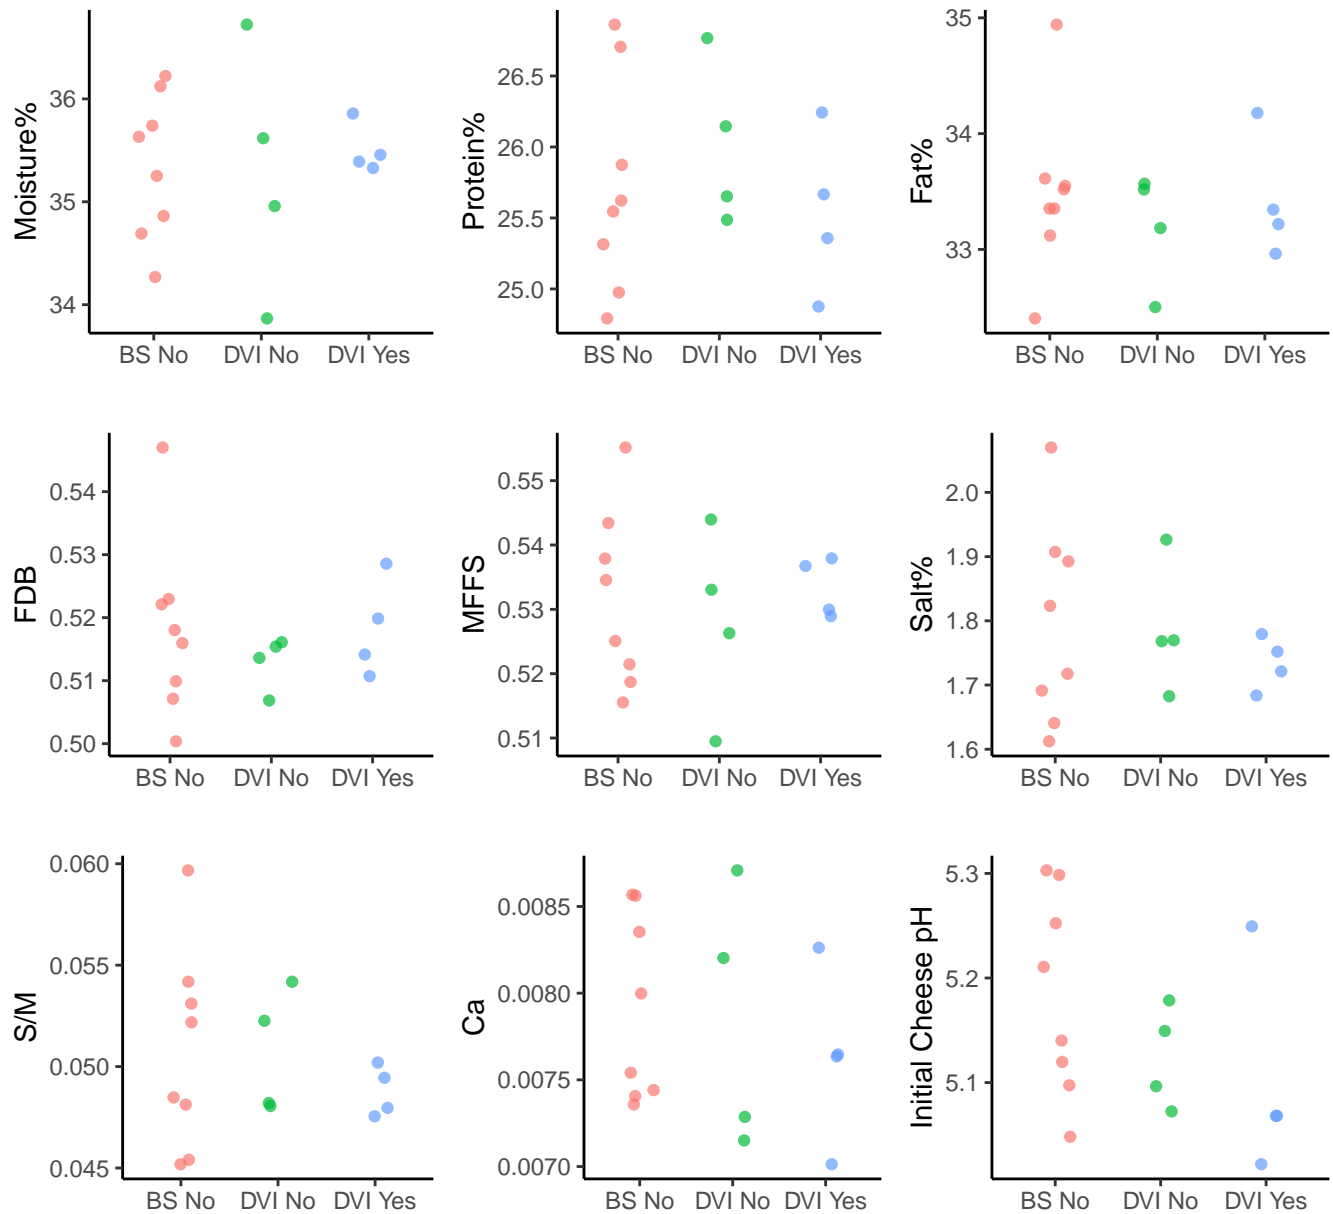 Moisture%
36
35
34
BS No DVI No DVI Yes
Protein%
26.5
26.0
25.5
25.0
BS No DVI No DVI Yes
Fat%
35
34
33
BS No DVI No DVI Yes
FDB
0.54
0.53
0.52
0.51
0.50
BS No DVI No DVI Yes
MFFS
0.55
0.54
0.53
0.52
0.51
BS No DVI No DVI Yes
Salt%
2.0
1.9
1.8
1.7
1.6
BS No DVI No DVI Yes
S/M
0.060
0.055
0.050
0.045
BS No DVI No DVI Yes
Ca
0.0085
0.0080
0.0075
0.0070
BS No DVI No DVI Yes
Initial Cheese pH
5.3
5.2
5.1
BS No DVI No DVI Yes